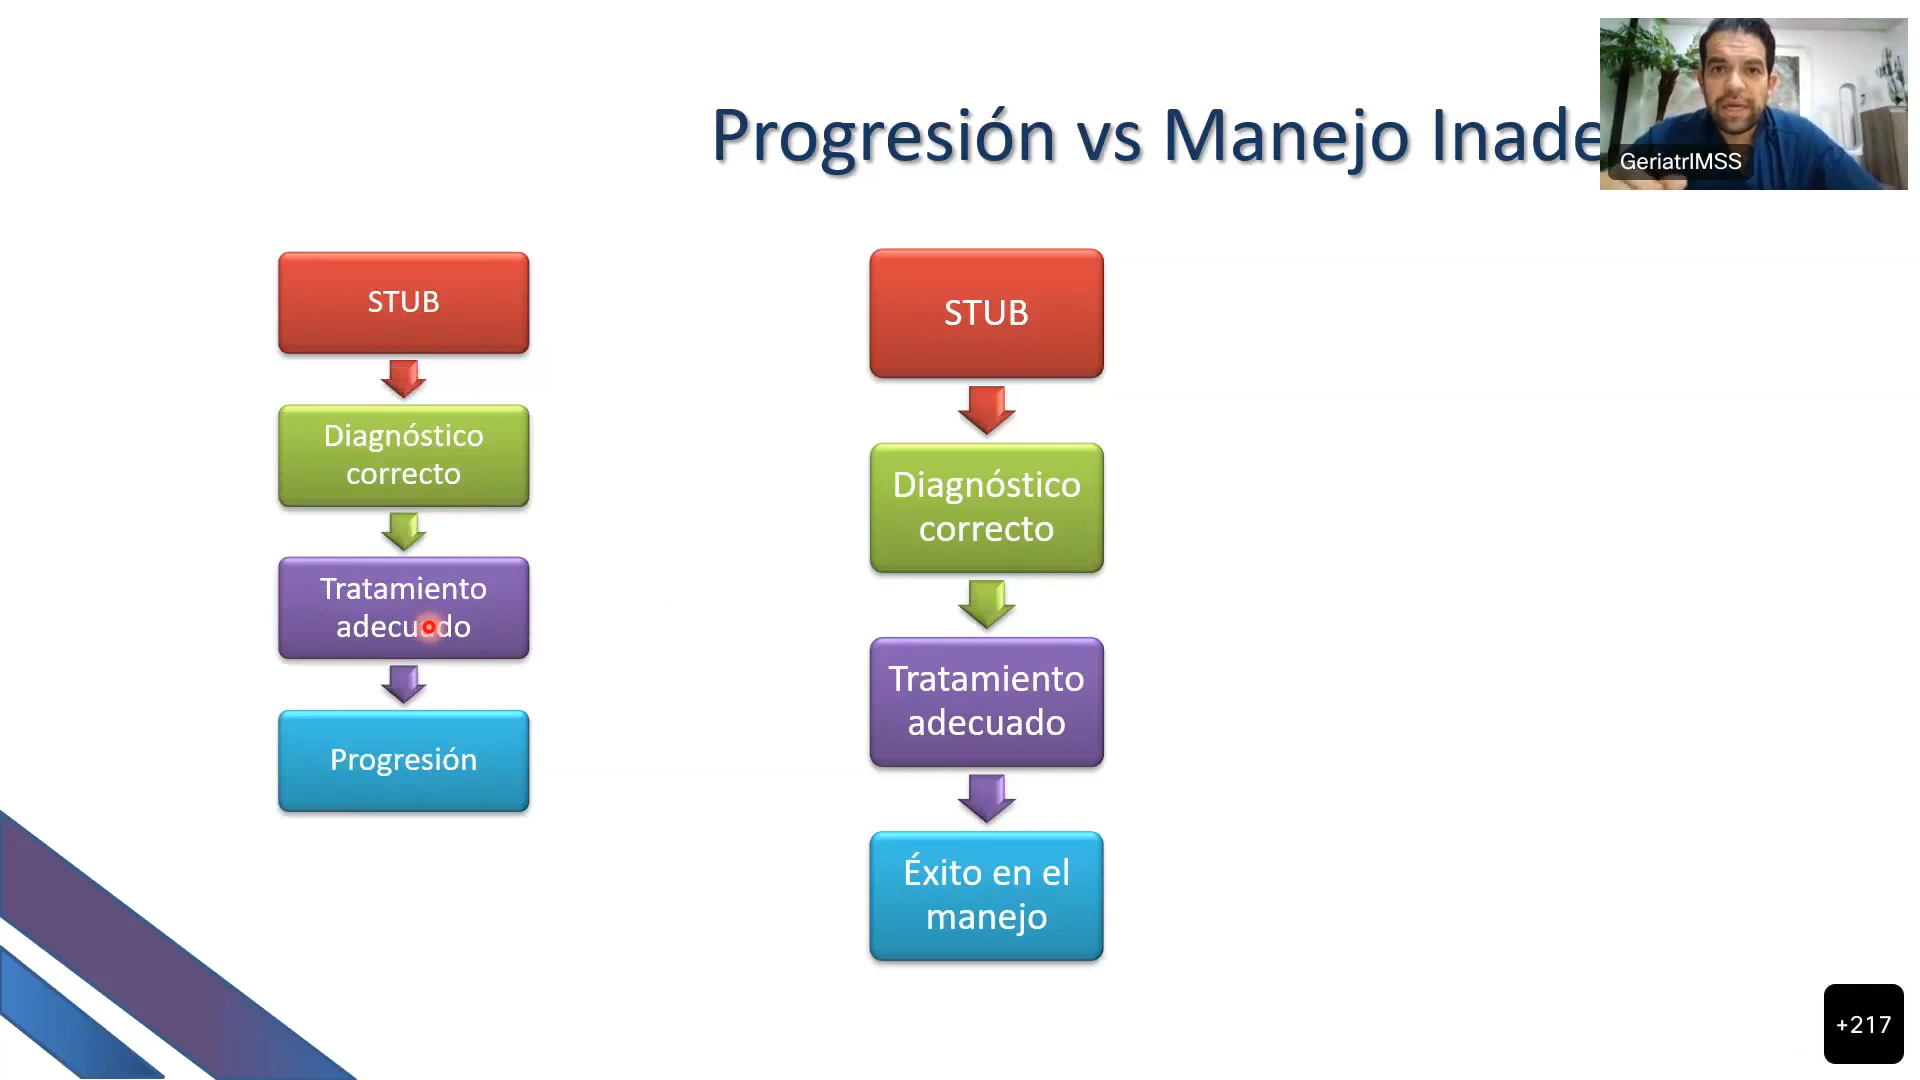 Progresión vs Manejo Inade
GeriatrIMSS
STUB
Diagnóstico
correcto
Tratamiento
adecuado
Progresión
STUB
Diagnóstico
correcto
Tratamiento
adecuado
Éxito en el
manejo
+217